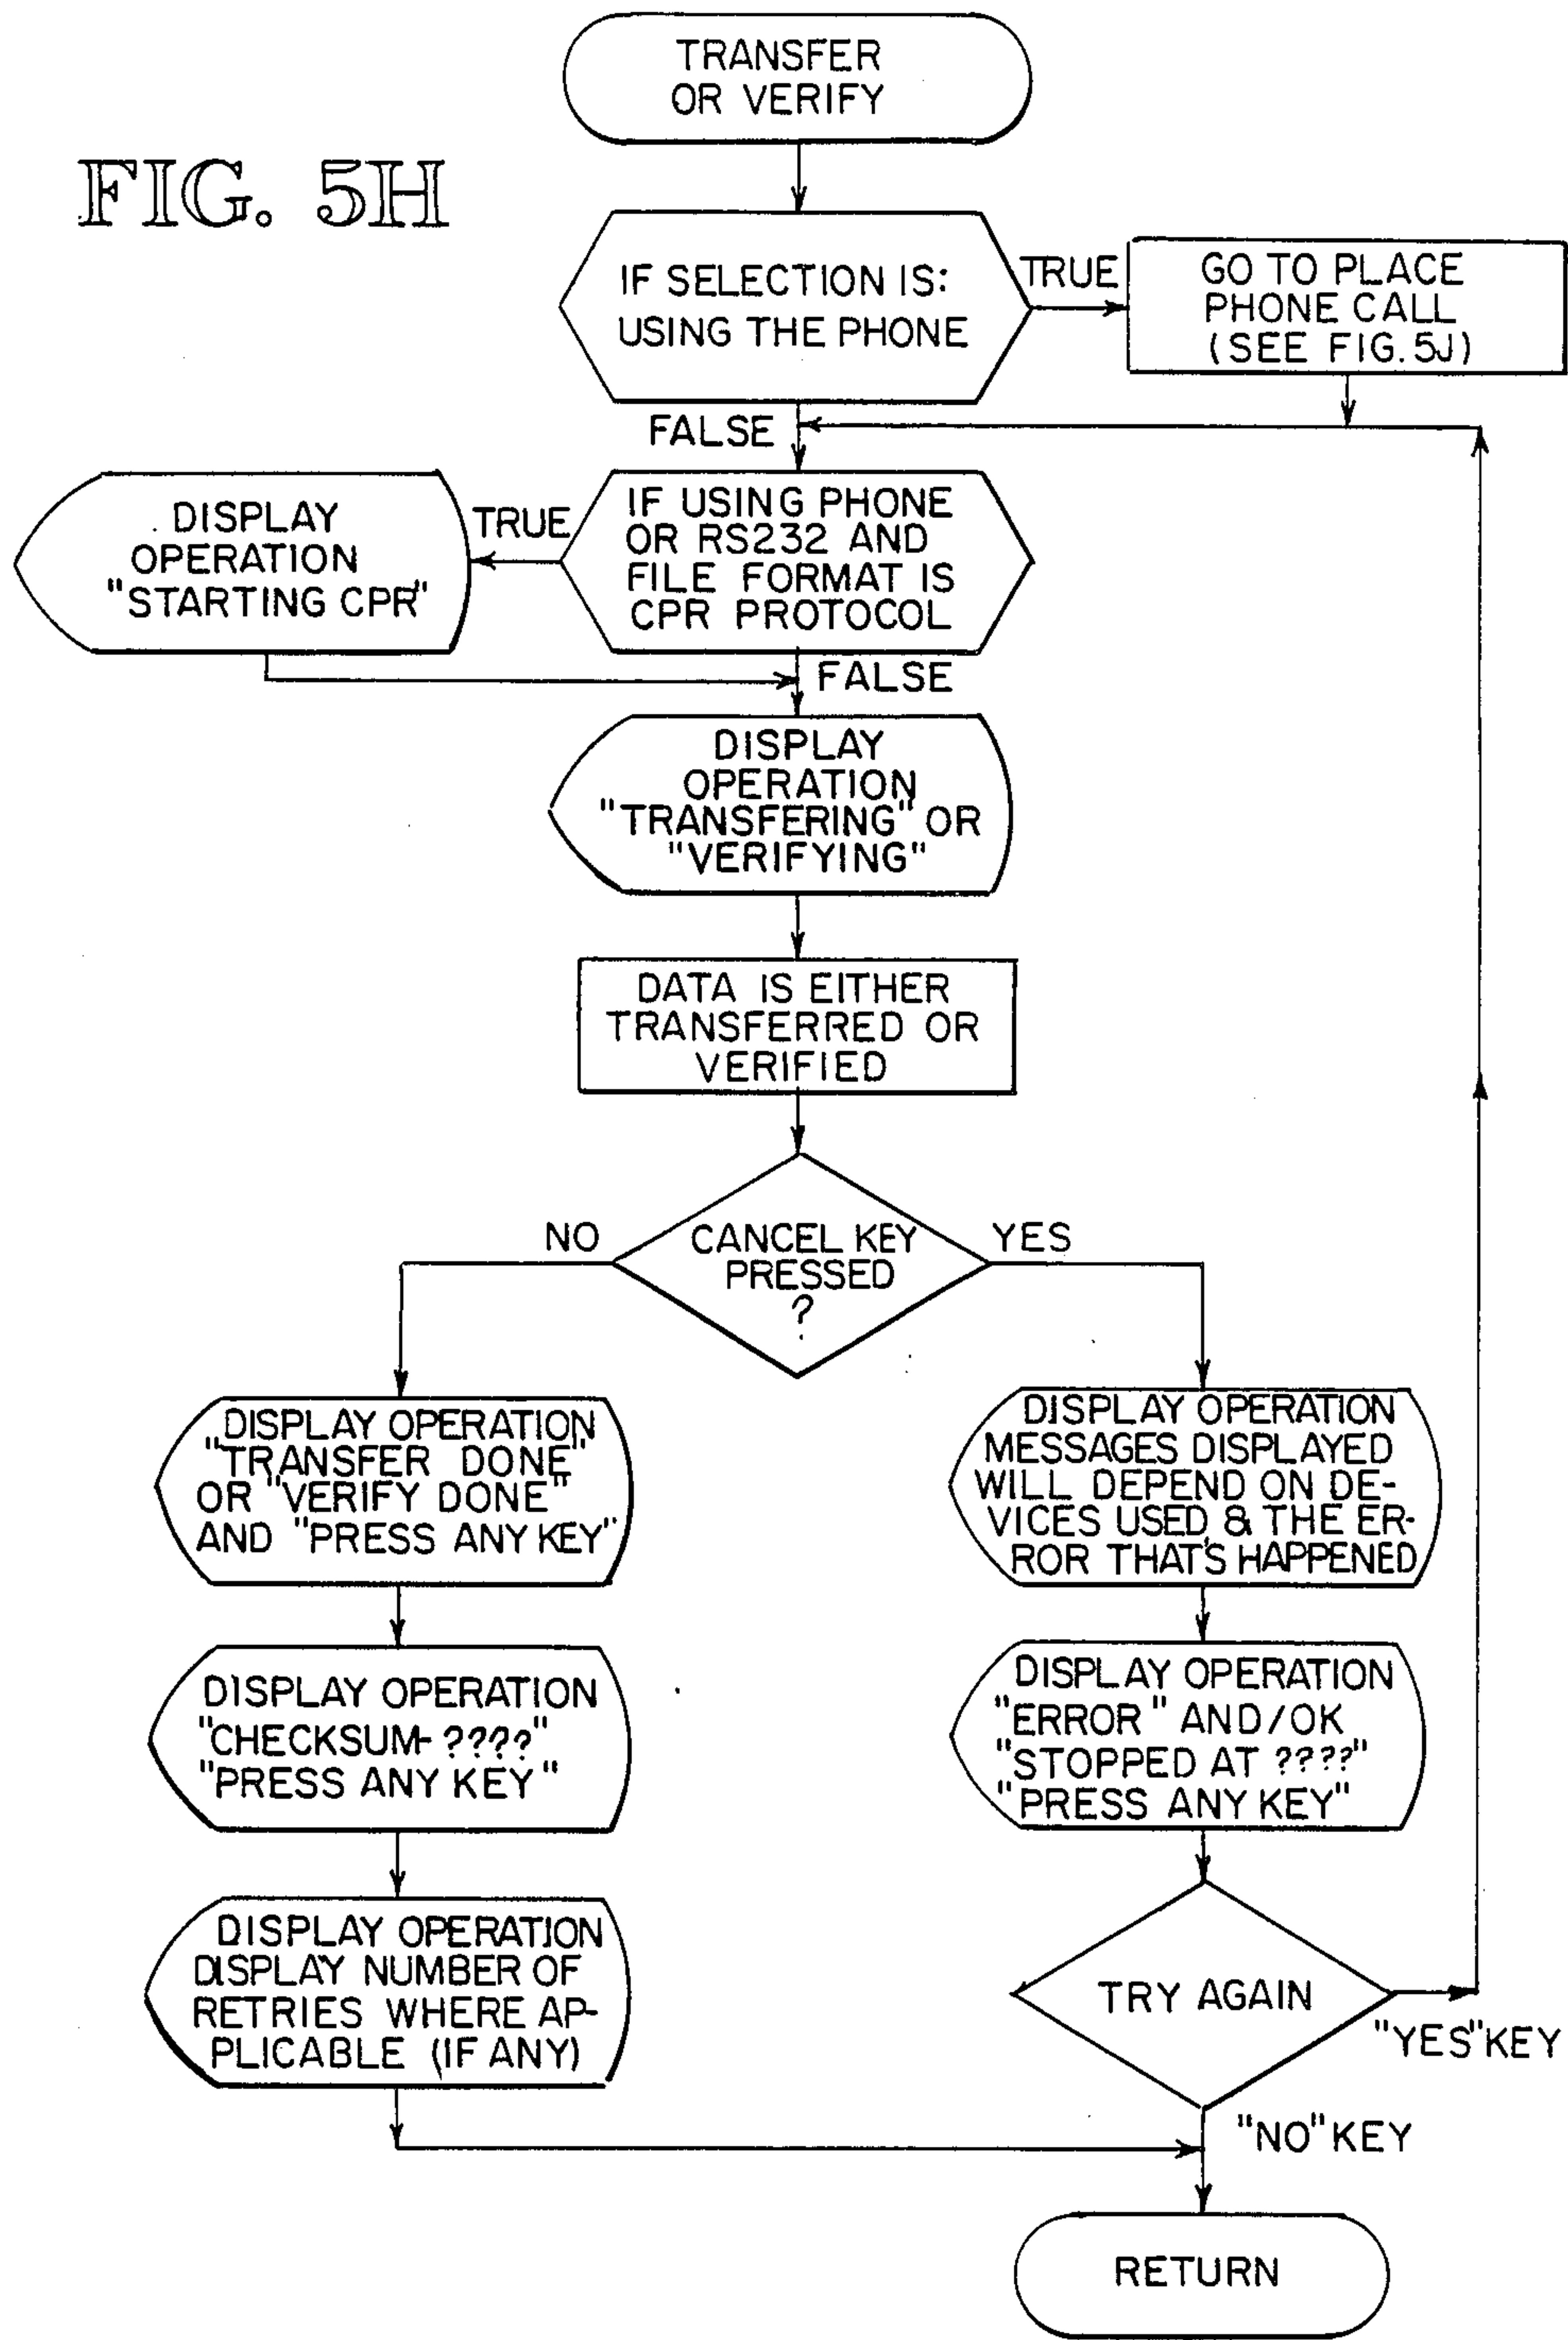 TRANSFER
OR VERIFY
FIG. 5H
IF SELECTION IS:
USING THE PHONE
TRUE
GO TO PLACE
PHONE CALL
(SEE FIG. 5J)
FALSE
IF USING PHONE
OR RS232 AND
FILE FORMAT IS
CPR PROTOCOL
TRUE
DISPLAY
OPERATION
"STARTING CPR"
FALSE
DISPLAY
OPERATION
"TRANSFERING" OR
"VERIFYING"
DATA IS EITHER
TRANSFERRED OR
VERIFIED
CANCEL KEY
PRESSED
?
NO
YES
DISPLAY OPERATION
"TRANSFER DONE"
OR "VERIFY DONE"
AND "PRESS ANY KEY"
DISPLAY OPERATION
"CHECKSUM-????"
"PRESS ANY KEY"
DISPLAY OPERATION
DISPLAY NUMBER OF
RETRIES WHERE AP-
PLICABLE (IF ANY)
DISPLAY OPERATION
MESSAGES DISPLAYED
WILL DEPEND ON DE-
VICES USED, & THE ER-
ROR THAT'S HAPPENED
DISPLAY OPERATION
"ERROR" AND/OK
"STOPPED AT ????"
"PRESS ANY KEY"
TRY AGAIN
"YES" KEY
"NO" KEY
RETURN